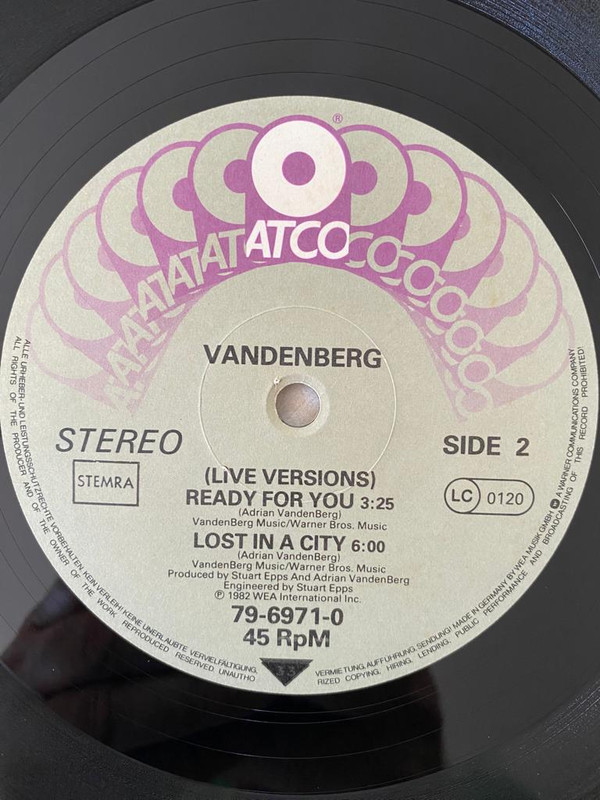 ®
ATCO
VANDENBERG
STEREO
SIDE 2
STEMRA
LC 0120
(LIVE VERSIONS)
READY FOR YOU 3:25
(Adrian VandenBerg)
VandenBerg Music/Warner Bros. Music
LOST IN A CITY 6:00
(Adrian VandenBerg)
VandenBerg Music/Warner Bros. Music
Produced by Stuart Epps And Adrian VandenBerg
Engineered by Stuart Epps
℗ 1982 WEA International Inc.
79-6971-0
45 RpM
33
ALLE URHEBER- UND LEISTUNGSSCHUTZRECHTE VORBEHALTEN. KEIN VERLEIH! KEINE UNERLAUBTE VERVIELFÄLTIGUNG, VERMIETUNG, AUFFÜHRUNG, SENDUNG! MADE IN GERMANY BY WEA MUSIK GMBH A WARNER COMMUNICATIONS COMPANY
ALL RIGHTS OF THE PRODUCER AND OF THE OWNER OF THE WORK REPRODUCED RESERVED. UNAUTHORIZED COPYING, HIRING, LENDING, PUBLIC PERFORMANCE AND BROADCASTING OF THIS RECORD PROHIBITED!